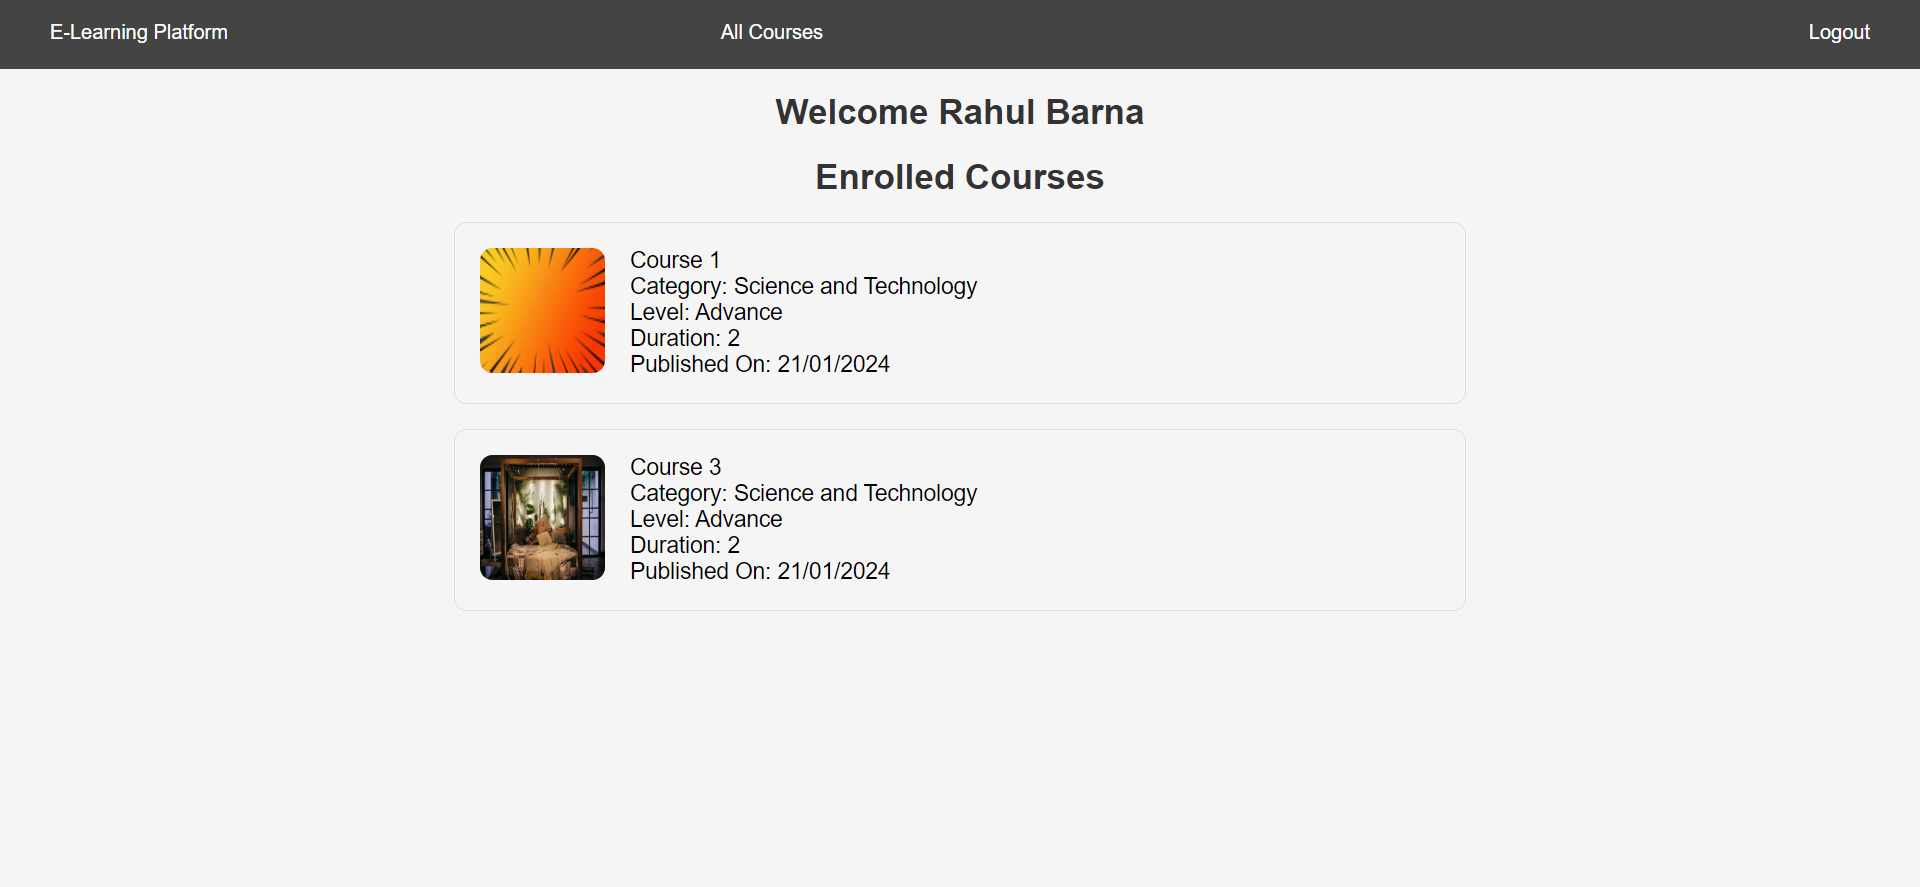 E-Learning Platform
All Courses
Logout
Welcome Rahul Barna
Enrolled Courses
Course 1
Category: Science and Technology
Level: Advance
Duration: 2
Published On: 21/01/2024
Course 3
Category: Science and Technology
Level: Advance
Duration: 2
Published On: 21/01/2024